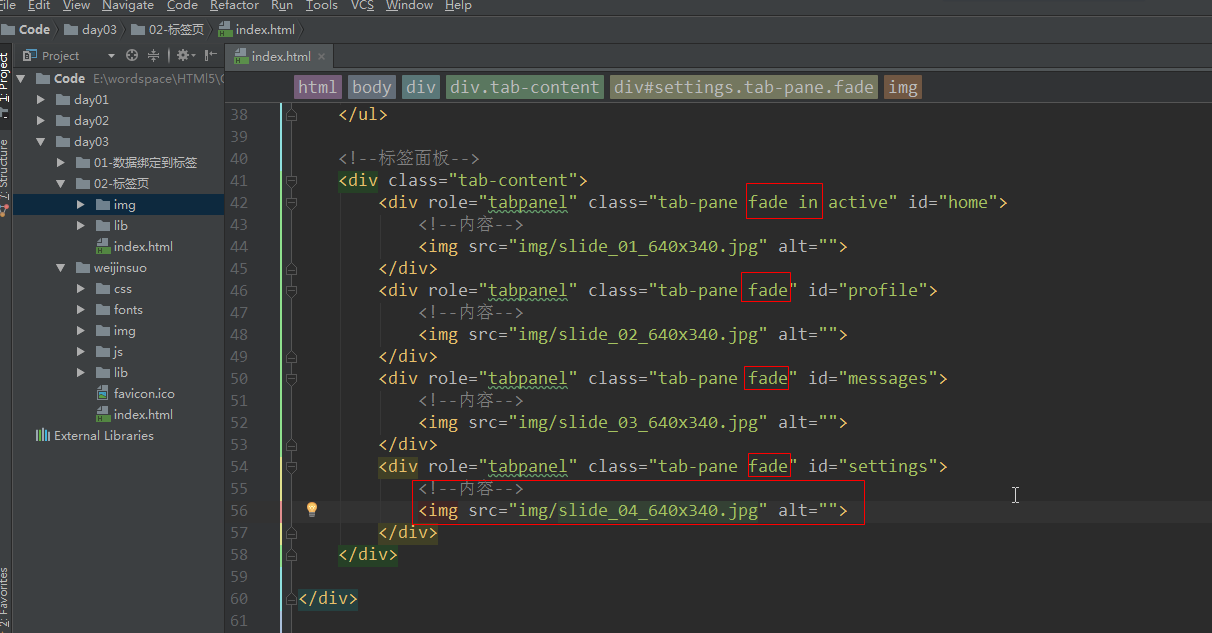 File Edit View Navigate Code Refactor Run Tools VCS Window Help
Code day03 02-标签页 index.html
Project index.html
1: Project
Code E:\wordspace\HTMl5\
html body div div.tab-content div#settings.tab-pane.fade img
day01
day02
day03
01-数据绑定到标签
02-标签页
img
lib
index.html
weijinsuo
css
fonts
img
js
lib
favicon.ico
index.html
External Libraries
Z: Structure
2: Favorites
38 </ul>
39
40 <!--标签面板-->
41 <div class="tab-content">
42 <div role="tabpanel" class="tab-pane fade in active" id="home">
43 <!--内容-->
44 <img src="img/slide_01_640x340.jpg" alt="">
45 </div>
46 <div role="tabpanel" class="tab-pane fade" id="profile">
47 <!--内容-->
48 <img src="img/slide_02_640x340.jpg" alt="">
49 </div>
50 <div role="tabpanel" class="tab-pane fade" id="messages">
51 <!--内容-->
52 <img src="img/slide_03_640x340.jpg" alt="">
53 </div>
54 <div role="tabpanel" class="tab-pane fade" id="settings">
55 <!--内容-->
56 <img src="img/slide_04_640x340.jpg" alt="">
57 </div>
58 </div>
59
60 </div>
61